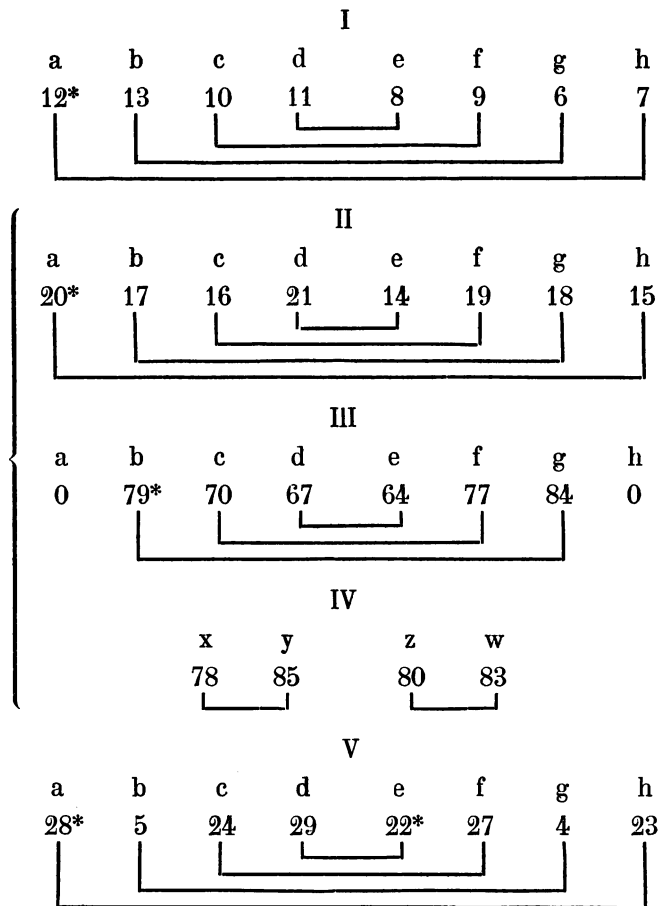 I
a b c d e f g h
12* 13 10 11 8 9 6 7
II
a b c d e f g h
20* 17 16 21 14 19 18 15
III
a b c d e f g h
0 79* 70 67 64 77 84 0
IV
x y z w
78 85 80 83
V
a b c d e f g h
28* 5 24 29 22* 27 4 23